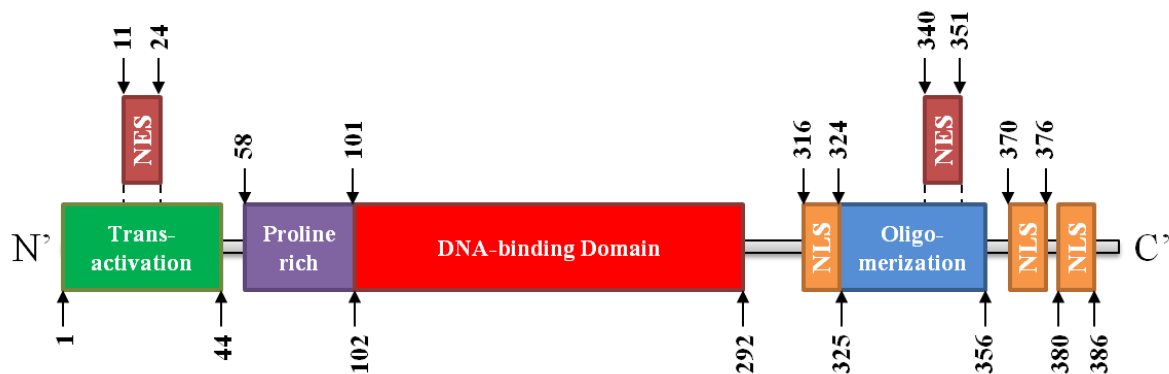 11 24 340 351
NES NES
58 101 316 324 370 376
N’ Trans-
activation Proline
rich DNA-binding Domain NLS Oligo-
merization NLS NLS C’
1 44 102 292 325 356 380 386